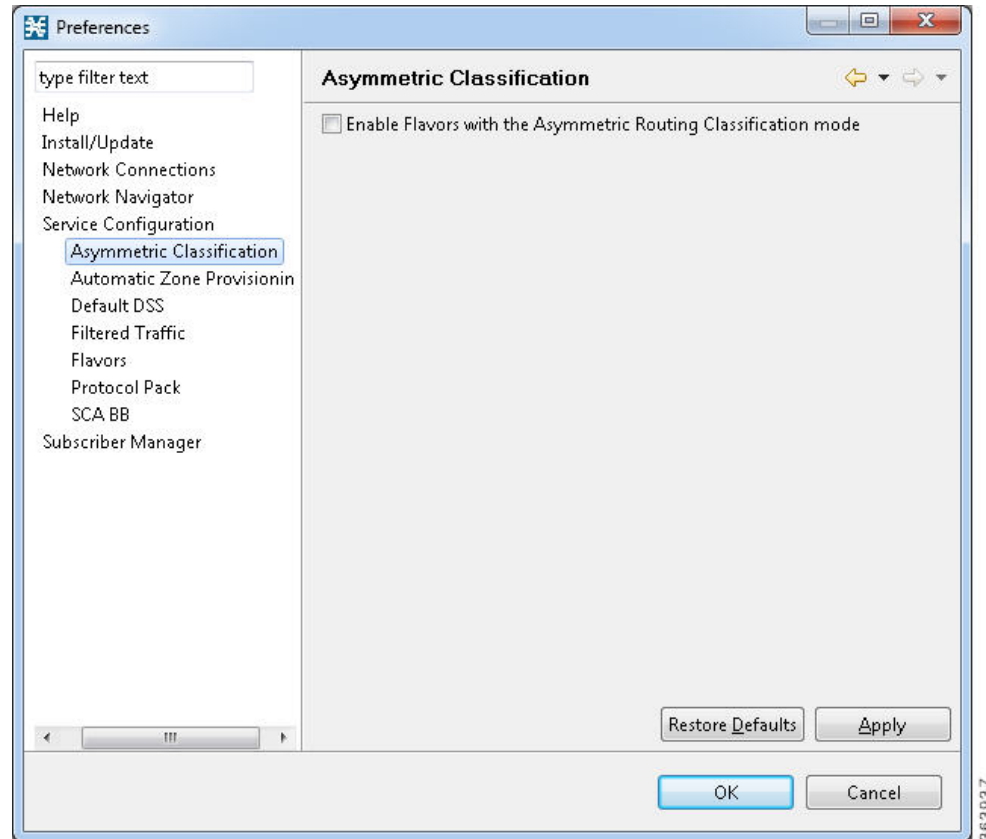 Preferences
type filter text
Help
Install/Update
Network Connections
Network Navigator
Service Configuration
Asymmetric Classification
Automatic Zone Provisionin
Default DSS
Filtered Traffic
Flavors
Protocol Pack
SCA BB
Subscriber Manager
Asymmetric Classification
Enable Flavors with the Asymmetric Routing Classification mode
Restore Defaults
Apply
OK
Cancel